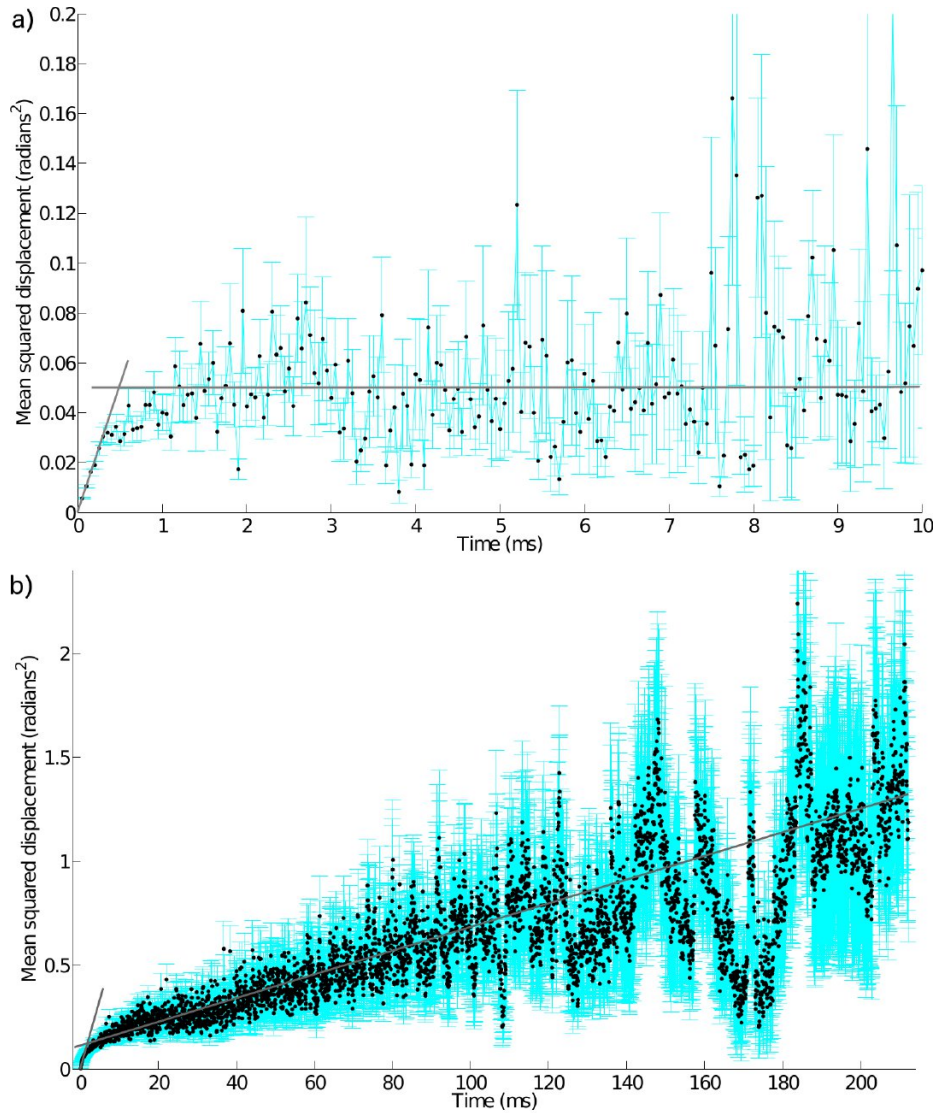 a)
0.2
0.18
0.16
0.14
0.12
0.1
0.08
0.06
0.04
0.02
0
Mean squared displacement (radians²)
0 1 2 3 4 5 6 7 8 9 10
Time (ms)
b)
2
1.5
1
0.5
0
Mean squared displacement (radians²)
0 20 40 60 80 100 120 140 160 180 200
Time (ms)